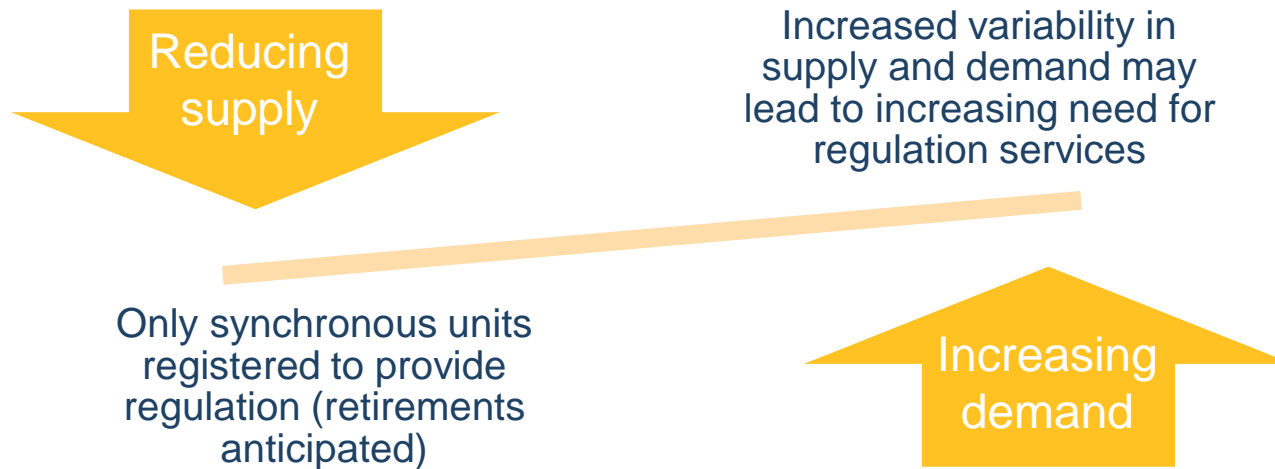 Reducing
supply
Increased variability in
supply and demand may
lead to increasing need for
regulation services
Only synchronous units
registered to provide
regulation (retirements
anticipated)
Increasing
demand